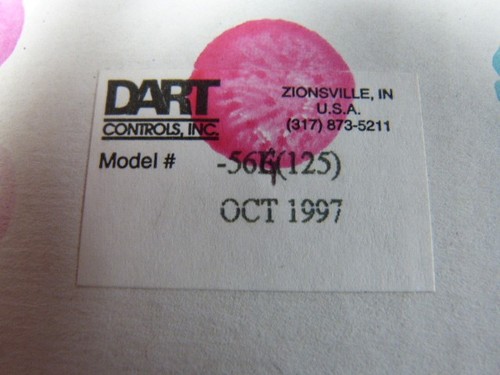 DART
CONTROLS, INC.
ZIONSVILLE, IN
U.S.A.
(317) 873-5211
Model #
(125)
OCT 1997